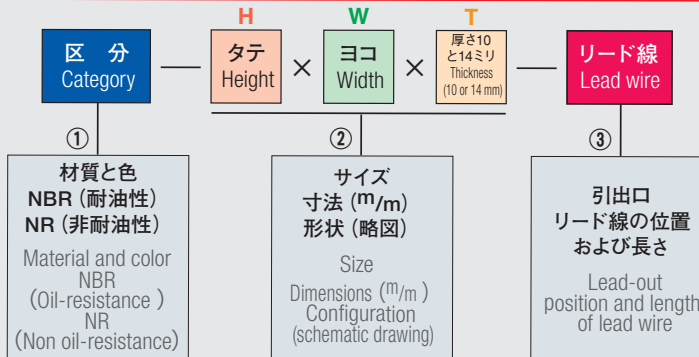 H W T
区 分
Category
—
タテ
Height
×
ヨコ
Width
×
厚さ10
と14ミリ
Thickness
(10 or 14 mm)
—
リード線
Lead wire
①
材質と色
NBR（耐油性）
NR（非耐油性）
Material and color
NBR
(Oil-resistance )
NR
(Non oil-resistance)
②
サイズ
寸法（m/m）
形状（略図）
Size
Dimensions (m/m )
Configuration
(schematic drawing)
③
引出口
リード線の位置
および長さ
Lead-out
position and length
of lead wire